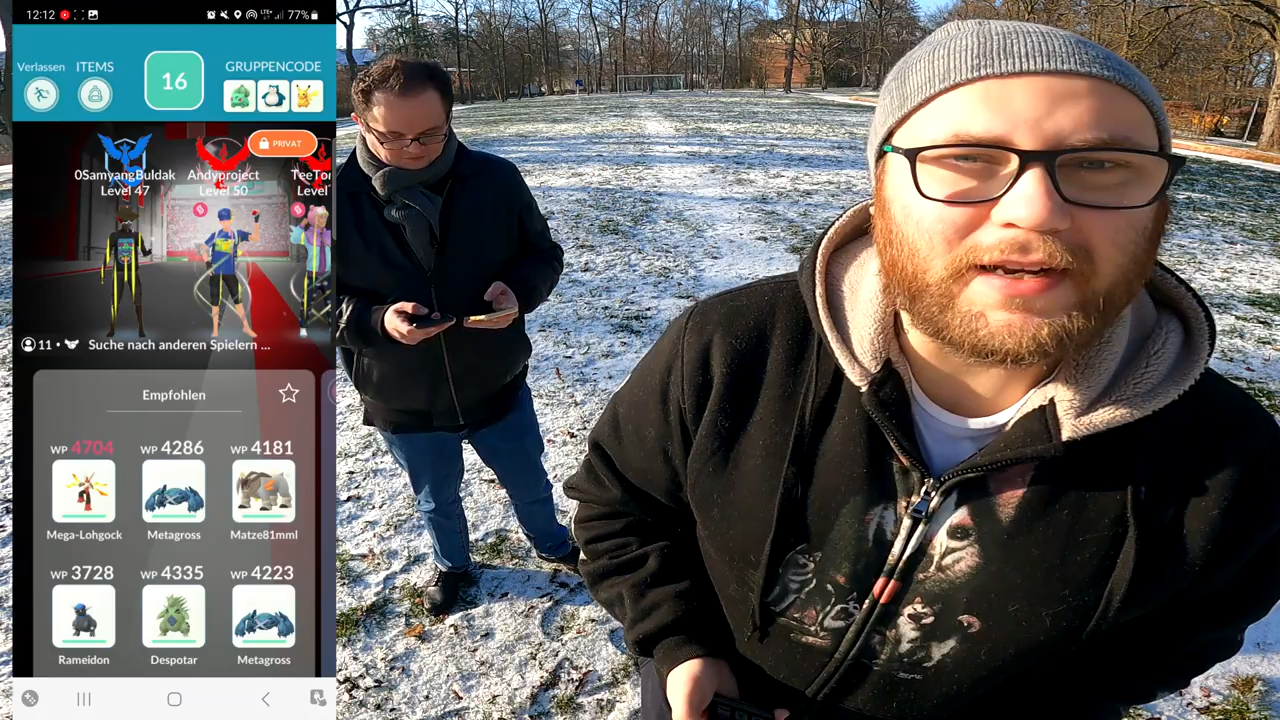 12:12
LTE+
77%
Verlassen
ITEMS
16
GRUPPENCODE
PRIVAT
0SamyangBuldak
Level 47
Andyproject
Level 50
Level
11 • Suche nach anderen Spielern ...
Empfohlen
WP 4704
WP 4286
WP 4181
Mega-Lohgock
Metagross
Matze81mml
WP 3728
WP 4335
WP 4223
Rameidon
Despotar
Metagross